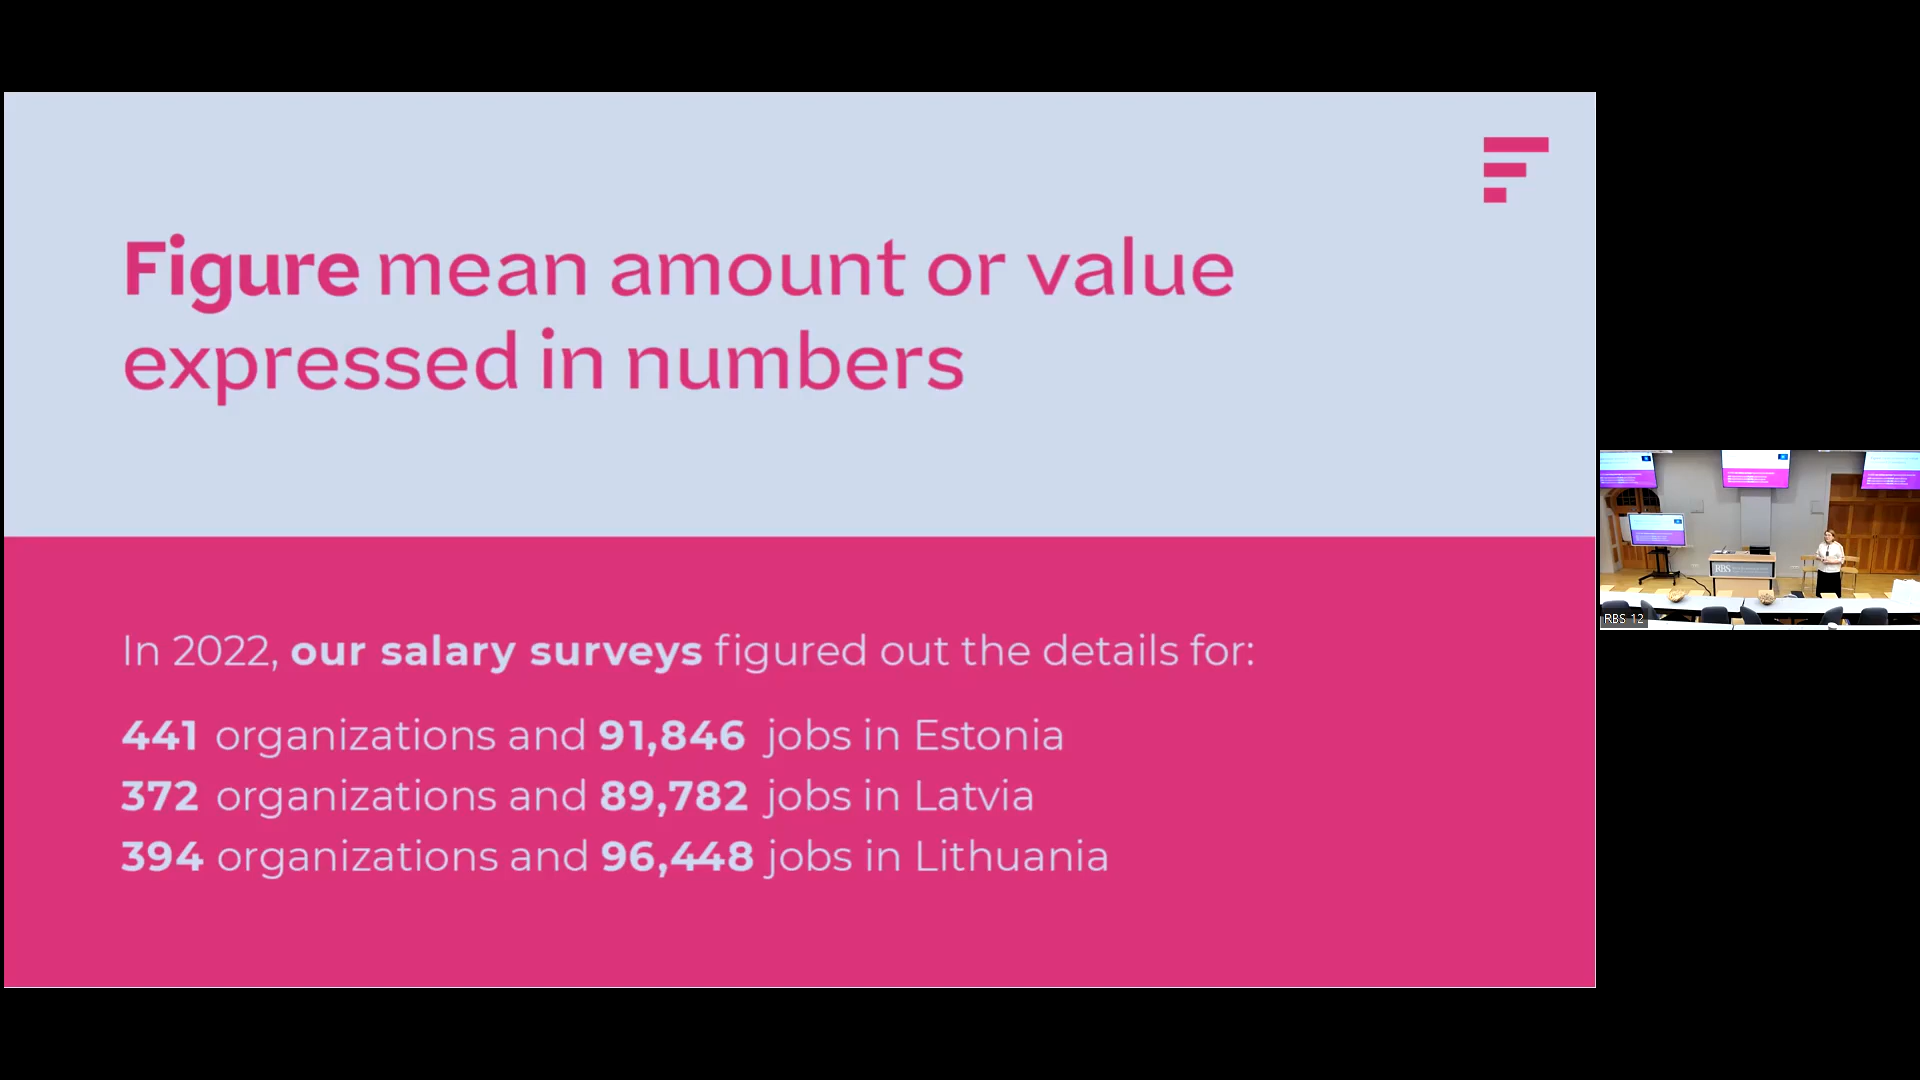 Figure mean amount or value
expressed in numbers
In 2022, our salary surveys figured out the details for:
441 organizations and 91,846 jobs in Estonia
372 organizations and 89,782 jobs in Latvia
394 organizations and 96,448 jobs in Lithuania
RBS
RBS 12